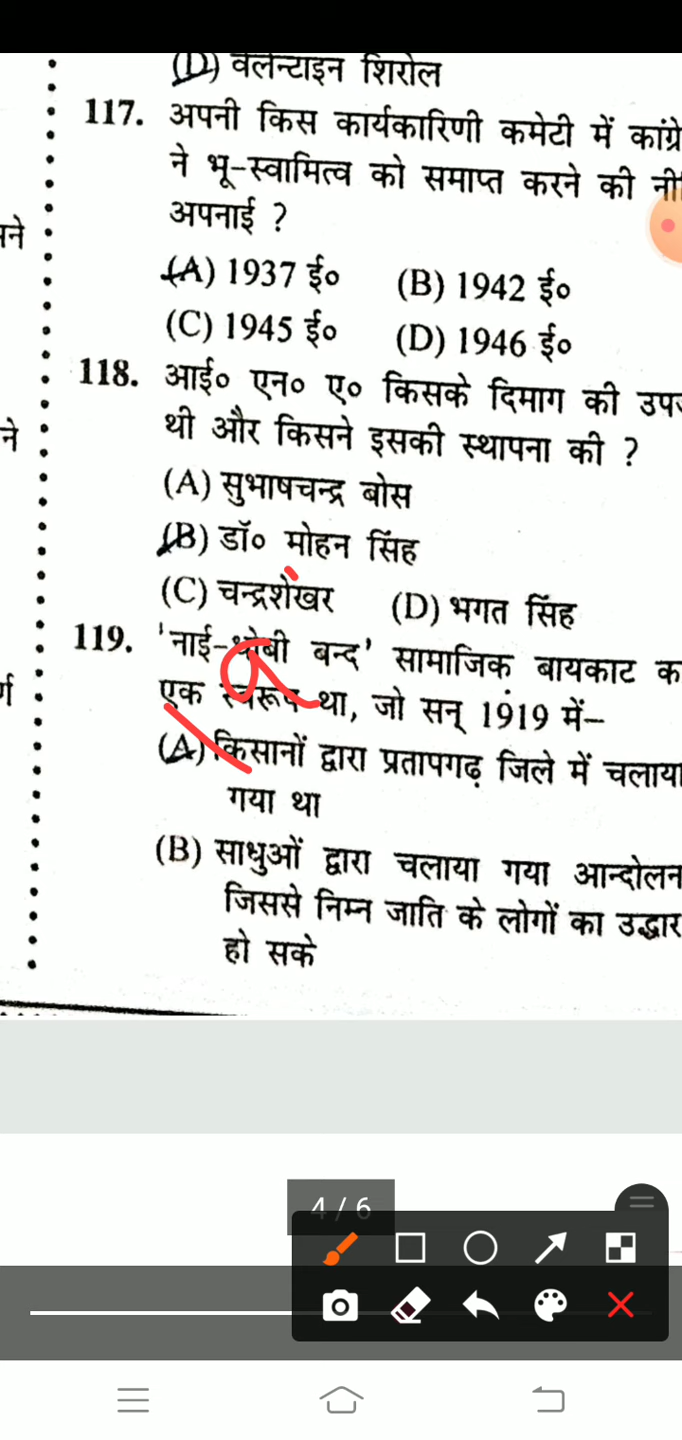 (D) वेलेन्टाइन शिरोल
117. अपनी किस कार्यकारिणी कमेटी में कांग्रे
ने भू-स्वामित्व को समाप्त करने की नी
अपनाई ?
(A) 1937 ई० (B) 1942 ई०
(C) 1945 ई० (D) 1946 ई०
118. आई० एन० ए० किसके दिमाग की उप
थी और किसने इसकी स्थापना की ?
(A) सुभाषचन्द्र बोस
(B) डॉ० मोहन सिंह
(C) चन्द्रशेखर (D) भगत सिंह
119. 'नाई-धोबी बन्द' सामाजिक बायकाट क
एक स्वरूप था, जो सन् 1919 में-
(A) किसानों द्वारा प्रतापगढ़ जिले में चलाया
गया था
(B) साधुओं द्वारा चलाया गया आन्दोलन
जिससे निम्न जाति के लोगों का उद्धार
हो सके
4 / 6